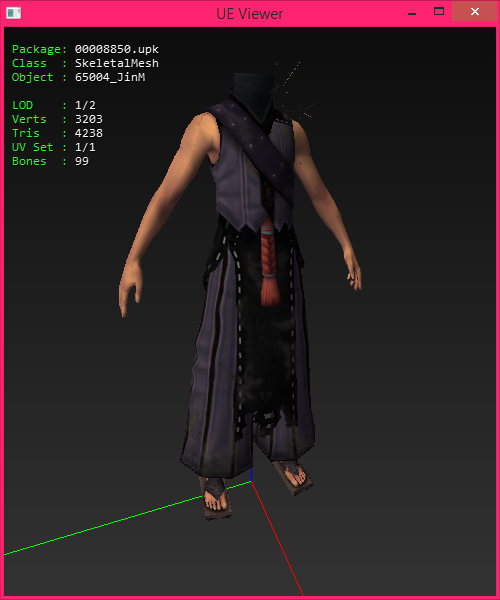 UE Viewer
Package: 00008850.upk
Class : SkeletalMesh
Object : 65004_JinM
LOD : 1/2
Verts : 3203
Tris : 4238
UV Set : 1/1
Bones : 99